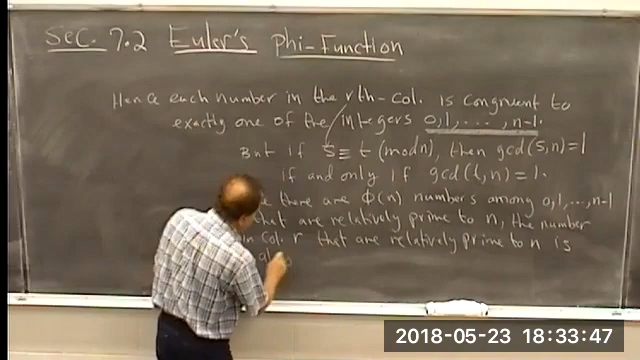 Sec. 7.2 Euler's Phi-Function
Hence each number in the rth-col. is congruent to
exactly one of the integers 0,1,...,n-1.
But if s ≡ t (mod n), then gcd(s,n)=1
if and only if gcd(t,n)=1.
there are Φ(n) numbers among 0,1,...,n-1
that are relatively prime to n, the number
in col. r that are relatively prime to n is
also
2018-05-23 18:33:47